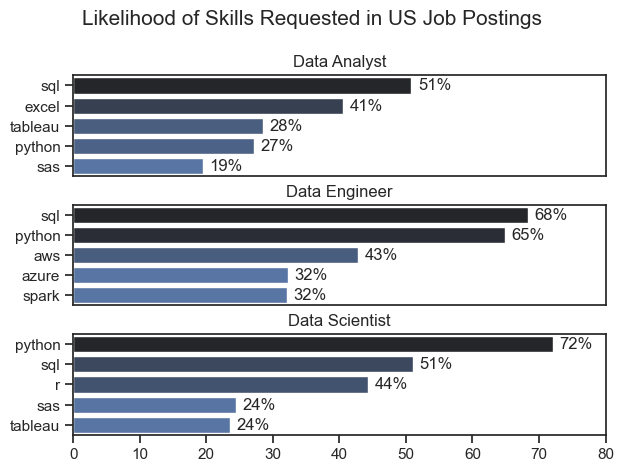 Likelihood of Skills Requested in US Job Postings
Data Analyst
sql 51%
excel 41%
tableau 28%
python 27%
sas 19%
Data Engineer
sql 68%
python 65%
aws 43%
azure 32%
spark 32%
Data Scientist
python 72%
sql 51%
r 44%
sas 24%
tableau 24%
0 10 20 30 40 50 60 70 80